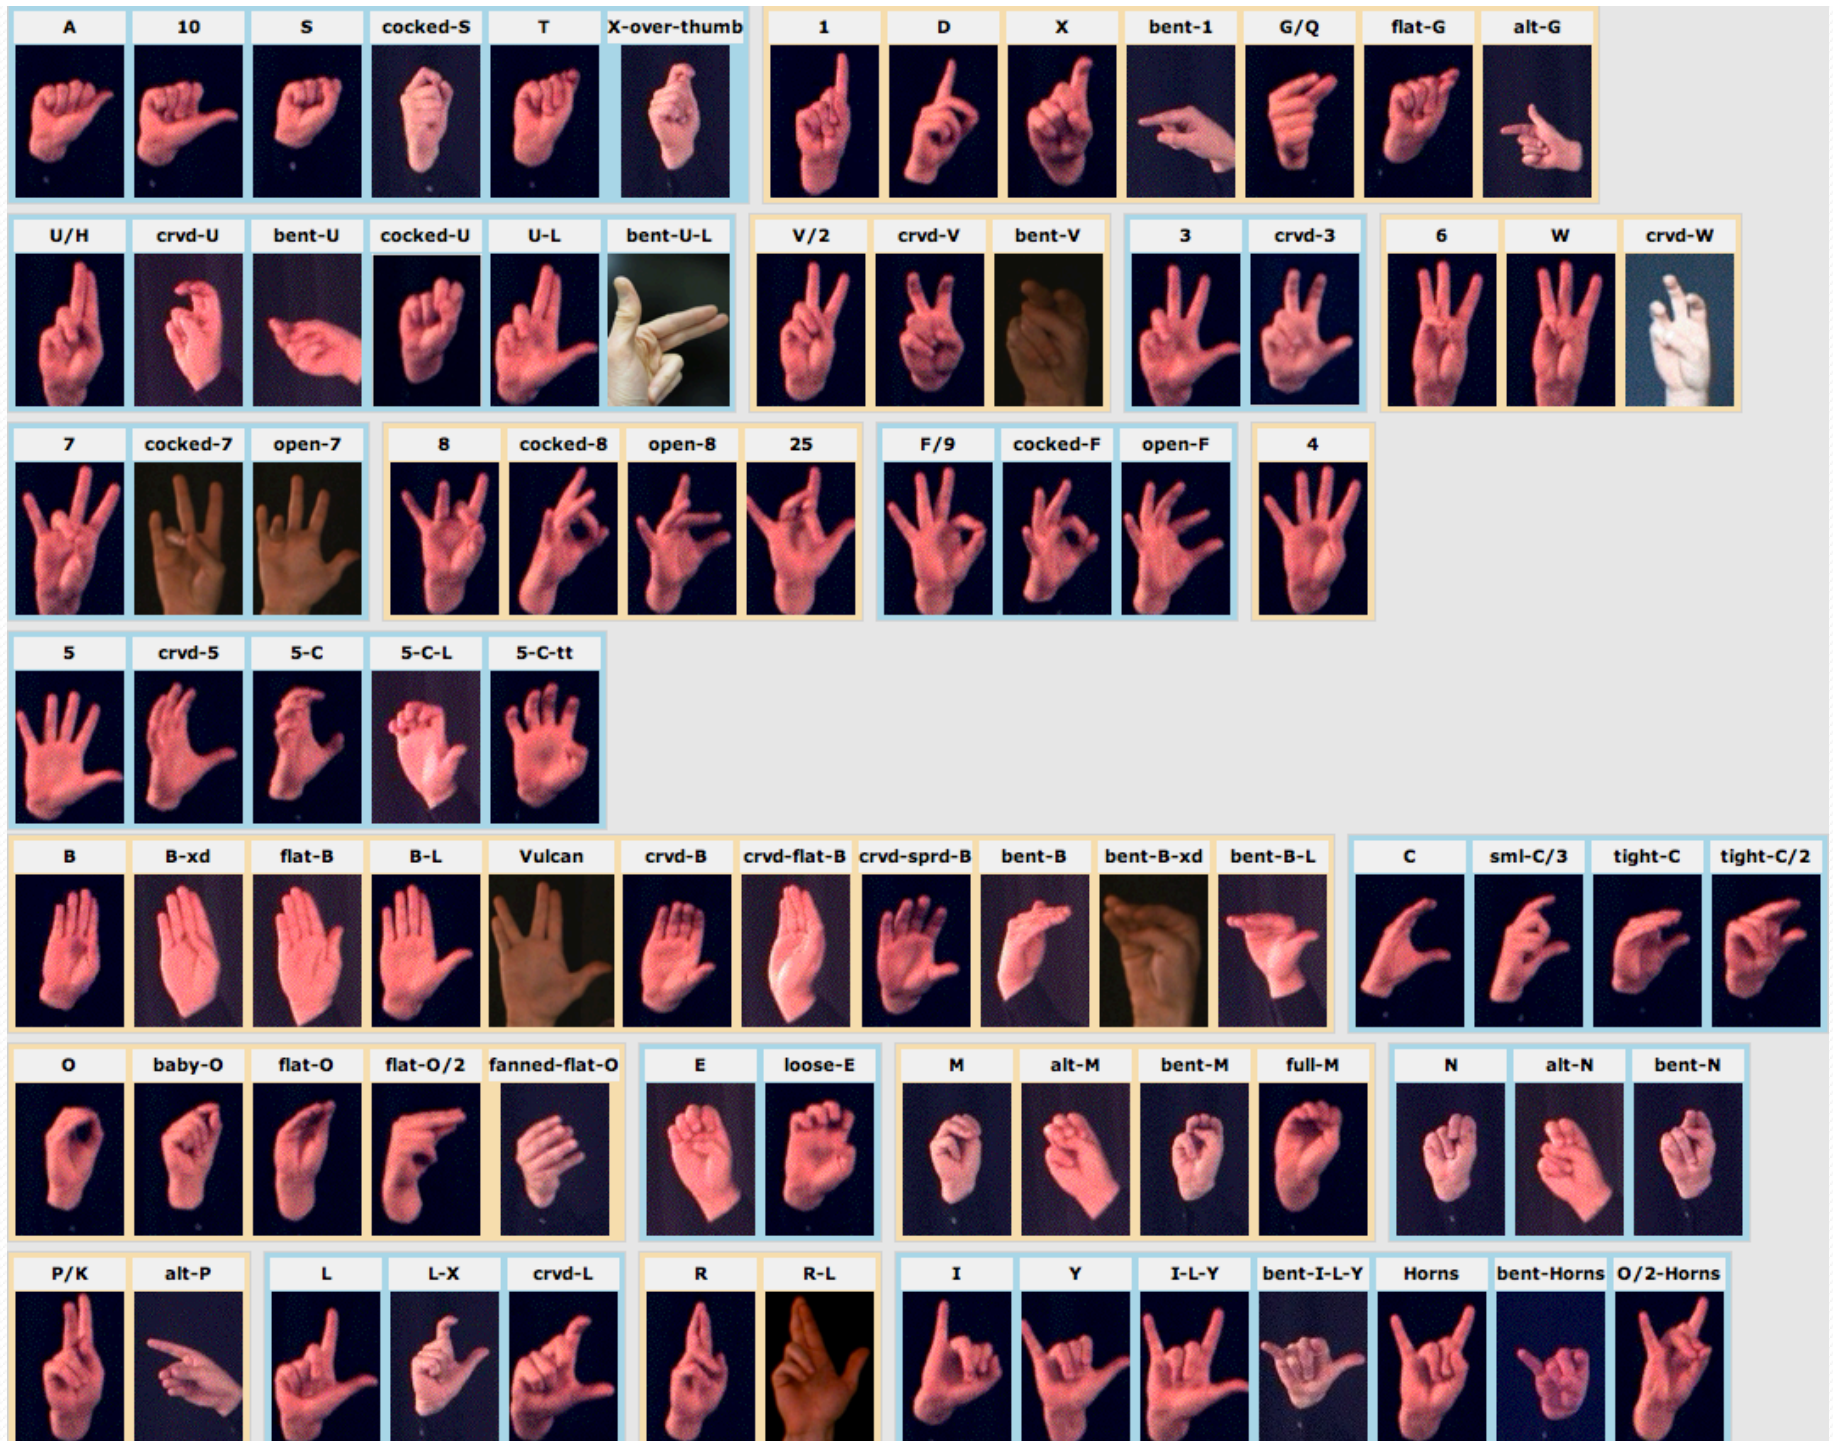 A 10 S cocked-S T X-over-thumb 1 D X bent-1 G/Q flat-G alt-G
U/H crvd-U bent-U cocked-U U-L bent-U-L V/2 crvd-V bent-V 3 crvd-3 6 W crvd-W
7 cocked-7 open-7 8 cocked-8 open-8 25 F/9 cocked-F open-F 4
5 crvd-5 5-C 5-C-L 5-C-tt
B B-xd flat-B B-L Vulcan crvd-B crvd-flat-B crvd-sprd-B bent-B bent-B-xd bent-B-L C sml-C/3 tight-C tight-C/2
O baby-O flat-O flat-O/2 fanned-flat-O E loose-E M alt-M bent-M full-M N alt-N bent-N
P/K alt-P L L-X crvd-L R R-L I Y I-L-Y bent-I-L-Y Horns bent-Horns O/2-Horns